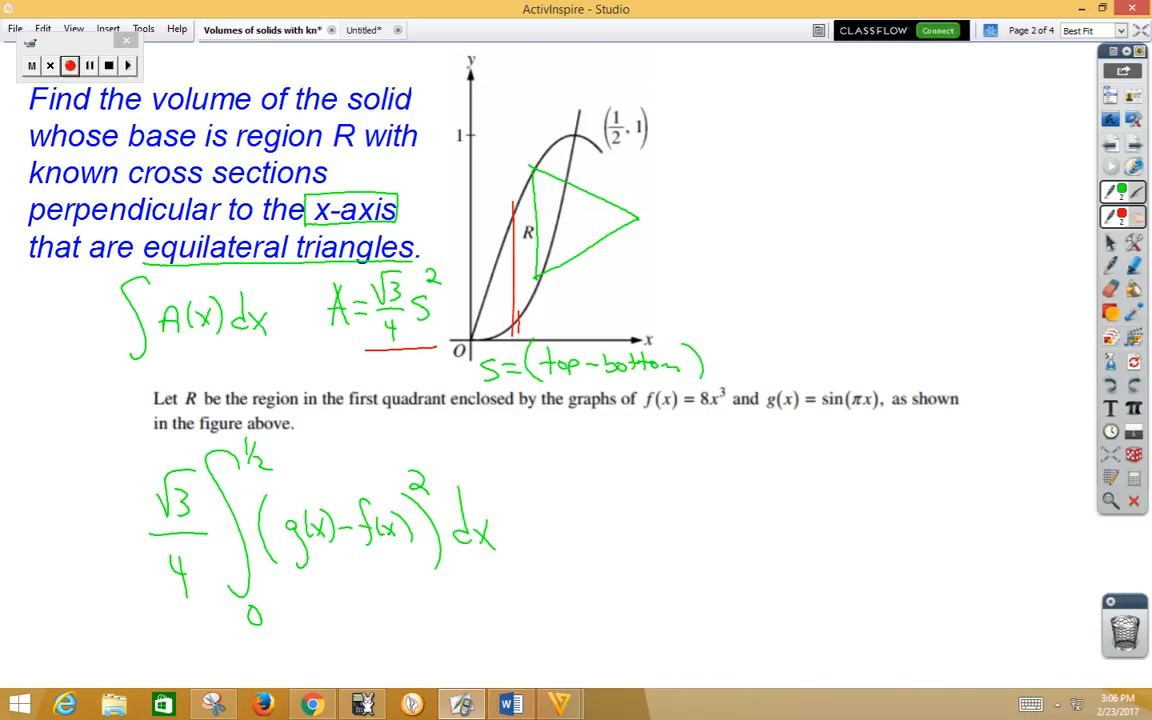 ActivInspire - Studio
File Edit View Insert Tools Help
Volumes of solids with kn* Untitled* CLASSFLOW Connect Page 2 of 4 Best Fit
M
Find the volume of the solid
whose base is region R with
known cross sections
perpendicular to the x-axis
that are equilateral triangles.
∫ A(x) dx A = √3/4 s²
y
1
(1/2, 1)
R
O
x
s = (top - bottom)
Let R be the region in the first quadrant enclosed by the graphs of f(x) = 8x³ and g(x) = sin(πx), as shown
in the figure above.
√3/4 ∫₀^½ (g(x) - f(x))² dx
2
2
3:06 PM
2/23/2017